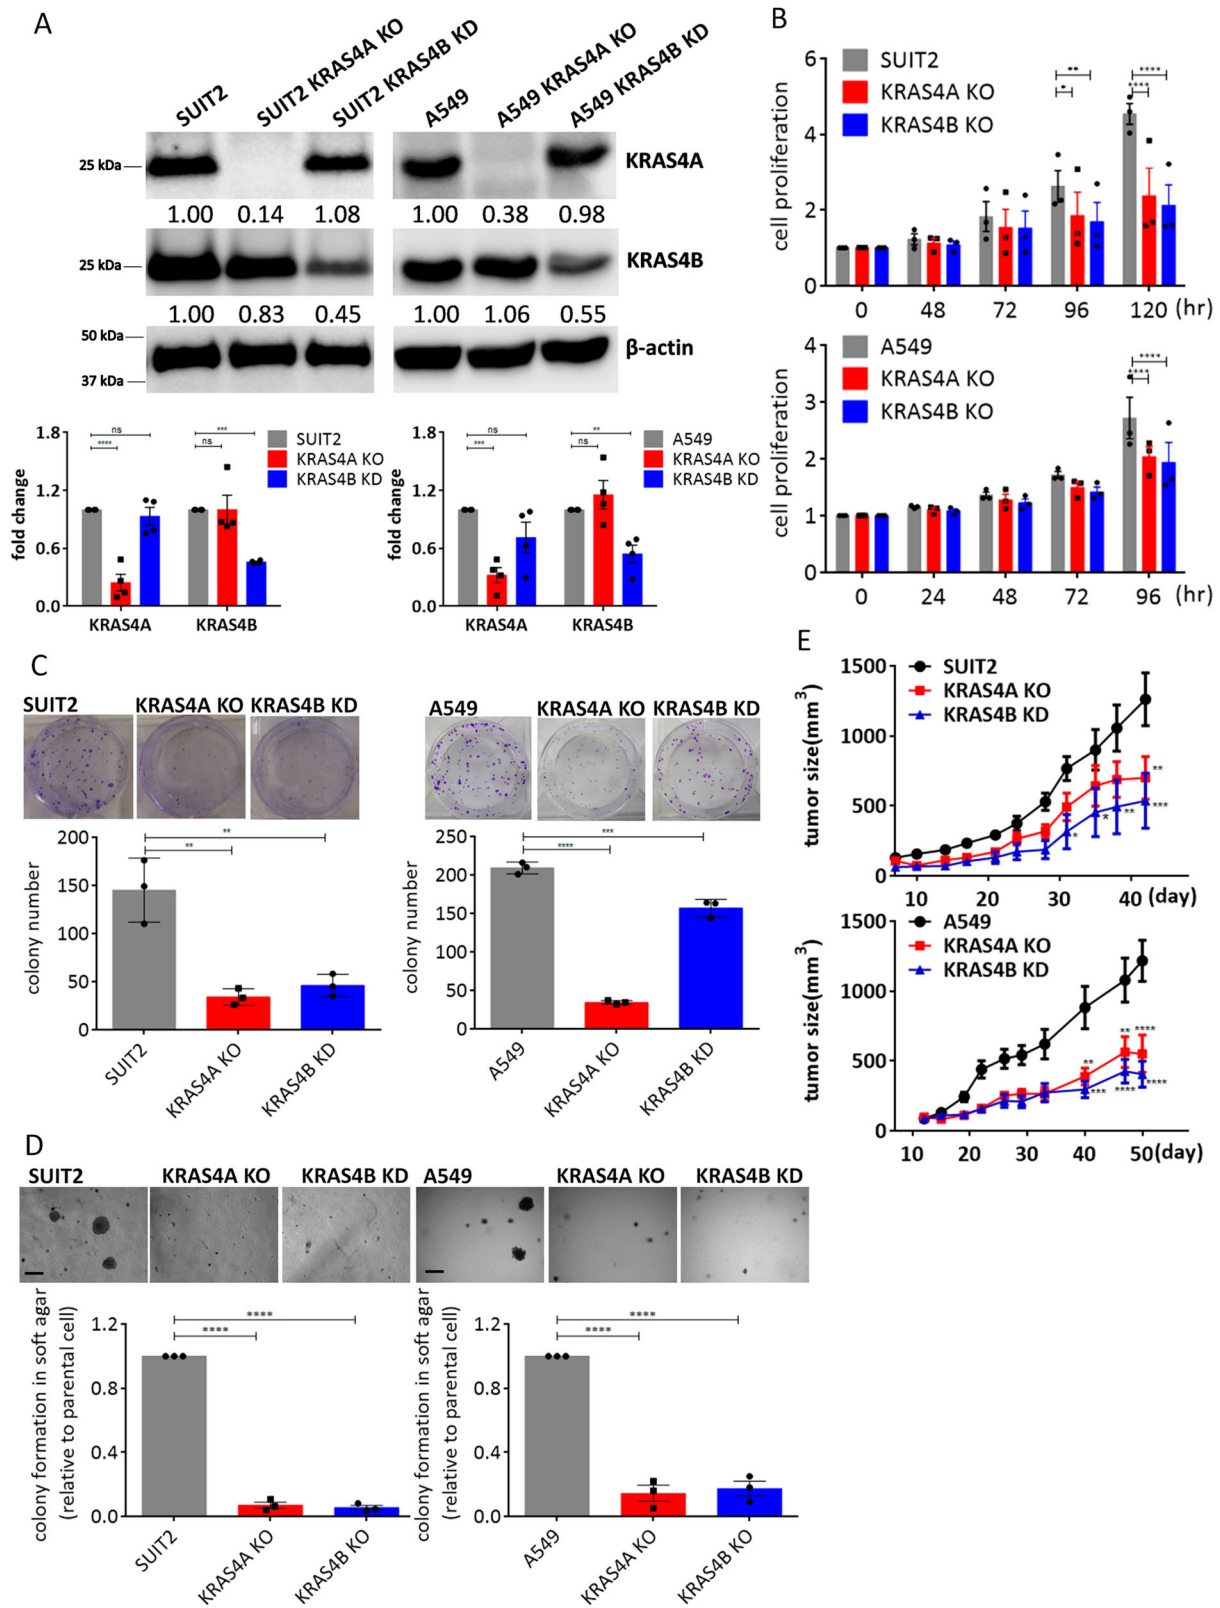 A
SUIT2
SUIT2 KRAS4A KO
SUIT2 KRAS4B KD
A549
A549 KRAS4A KO
A549 KRAS4B KD
25 kDa
KRAS4A
1.00 0.14 1.08 1.00 0.38 0.98
25 kDa
KRAS4B
1.00 0.83 0.45 1.00 1.06 0.55
50 kDa
β-actin
37 kDa
fold change
1.8
1.2
0.6
0.0
ns
****
***
ns
SUIT2
KRAS4A KO
KRAS4B KD
KRAS4A KRAS4B
fold change
1.8
1.2
0.6
0.0
ns
***
**
ns
A549
KRAS4A KO
KRAS4B KD
KRAS4A KRAS4B
B
cell proliferation
6
4
2
0
SUIT2
KRAS4A KO
KRAS4B KO
**
*
****
****
0 48 72 96 120 (hr)
cell proliferation
4
3
2
1
0
A549
KRAS4A KO
KRAS4B KO
****
****
0 24 48 72 96 (hr)
C
SUIT2 KRAS4A KO KRAS4B KD
colony number
200
150
100
50
0
**
**
SUIT2
KRAS4A KO
KRAS4B KD
A549 KRAS4A KO KRAS4B KD
colony number
250
200
150
100
50
0
***
****
A549
KRAS4A KO
KRAS4B KD
D
SUIT2 KRAS4A KO KRAS4B KD
A549 KRAS4A KO KRAS4B KD
colony formation in soft agar
(relative to parental cell)
1.2
0.8
0.4
0.0
****
****
SUIT2
KRAS4A KO
KRAS4B KO
colony formation in soft agar
(relative to parental cell)
1.2
0.8
0.4
0.0
****
****
A549
KRAS4A KO
KRAS4B KO
E
tumor size(mm3)
1500
1000
500
0
SUIT2
KRAS4A KO
KRAS4B KD
**
***
**
*
*
10 20 30 40 (day)
tumor size(mm3)
1500
1000
500
0
A549
KRAS4A KO
KRAS4B KD
** ****
**
*** **** ****
10 20 30 40 50(day)